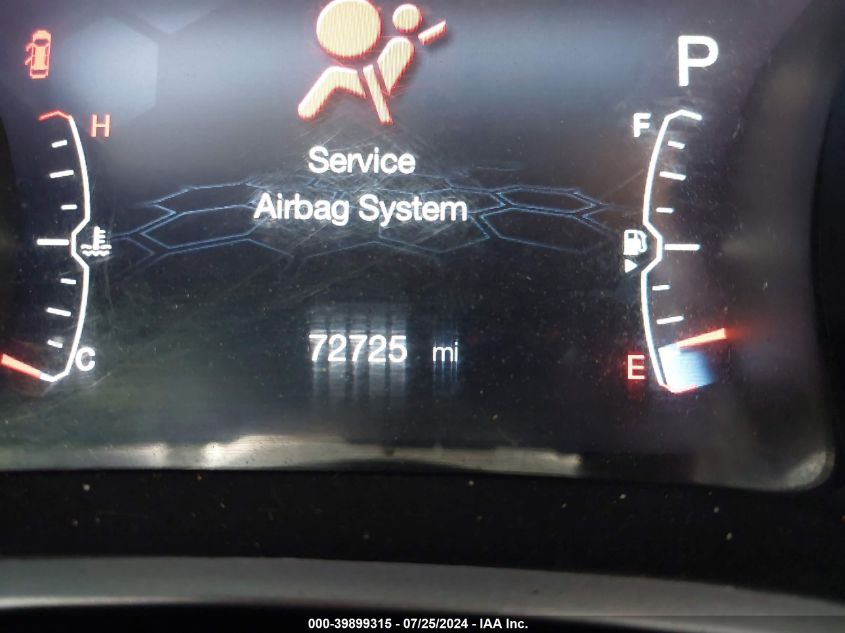 P
H
F
Service
Airbag System
72725 mi
C
E
000-39899315 - 07/25/2024 - IAA Inc.